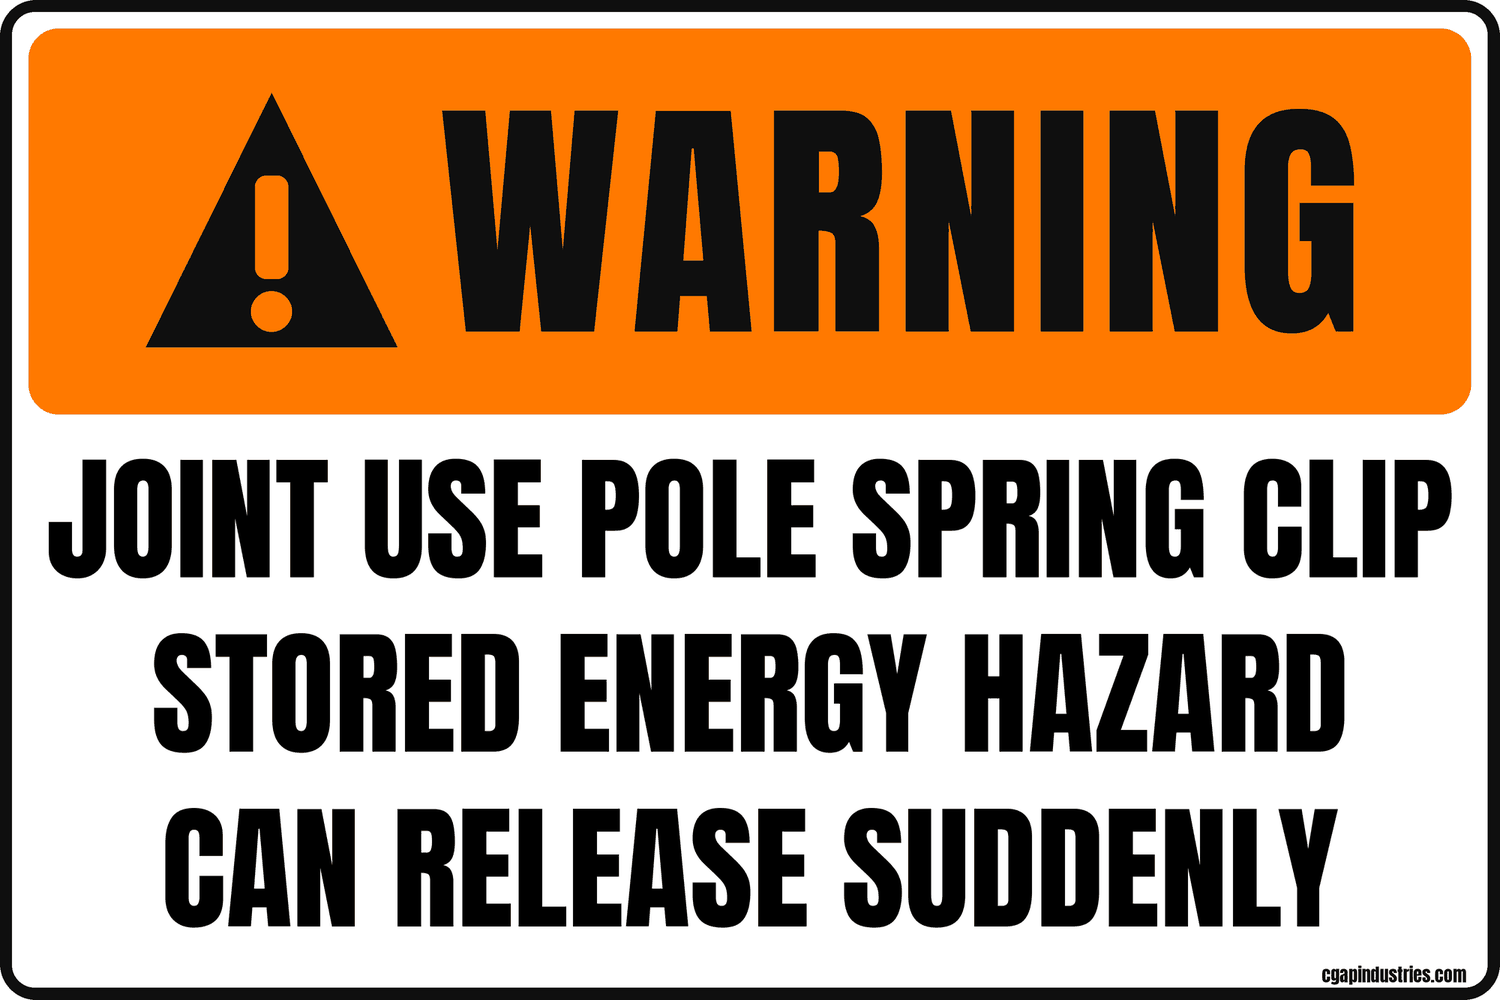 WARNING
JOINT USE POLE SPRING CLIP
STORED ENERGY HAZARD
CAN RELEASE SUDDENLY
cgapindustries.com